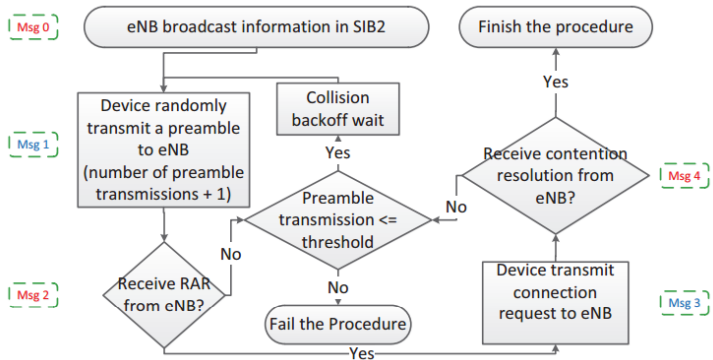 Msg 0
eNB broadcast information in SIB2
Finish the procedure
Yes
Msg 1
Device randomly
transmit a preamble
to eNB
(number of preamble
transmissions + 1)
Collision
backoff wait
Yes
Receive contention
resolution from
eNB?
Msg 4
Preamble
transmission <=
threshold
No
No
Msg 2
Receive RAR
from eNB?
No
Fail the Procedure
Device transmit
connection
request to eNB
Msg 3
Yes